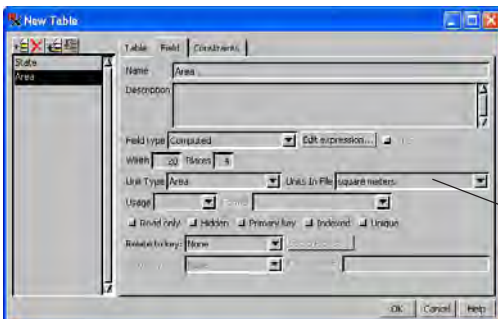 New Table
State
Area
Table Field Constraints
Name Area
Description
Field type Computed Edit expression...
Width 20 Places 4
Unit Type Area Units In File square meters
Usage
Read only Hidden Primary key Indexed Unique
Relate to key: None
OK Cancel Help